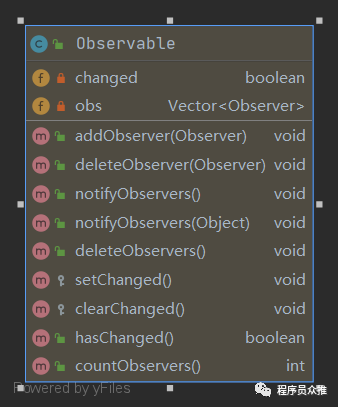 C Observable
f changed boolean
f obs Vector<Observer>
m addObserver(Observer) void
m deleteObserver(Observer) void
m notifyObservers() void
m notifyObservers(Object) void
m deleteObservers() void
m setChanged() void
m clearChanged() void
m hasChanged() boolean
m countObservers() int
程序员众雅
Powered by yFiles